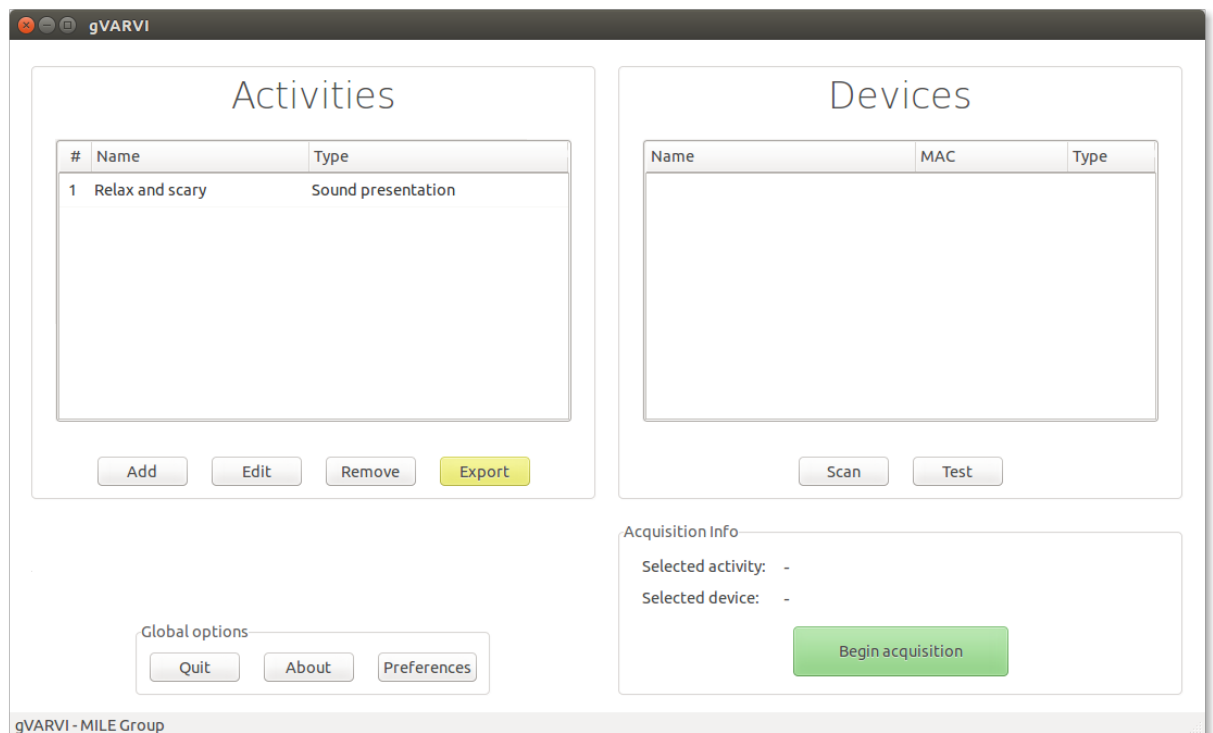 gVARVI
Activities
# Name Type
1 Relax and scary Sound presentation
Add Edit Remove Export
Devices
Name MAC Type
Scan Test
Acquisition Info
Selected activity: -
Selected device: -
Begin acquisition
Global options
Quit About Preferences
gVARVI - MILE Group